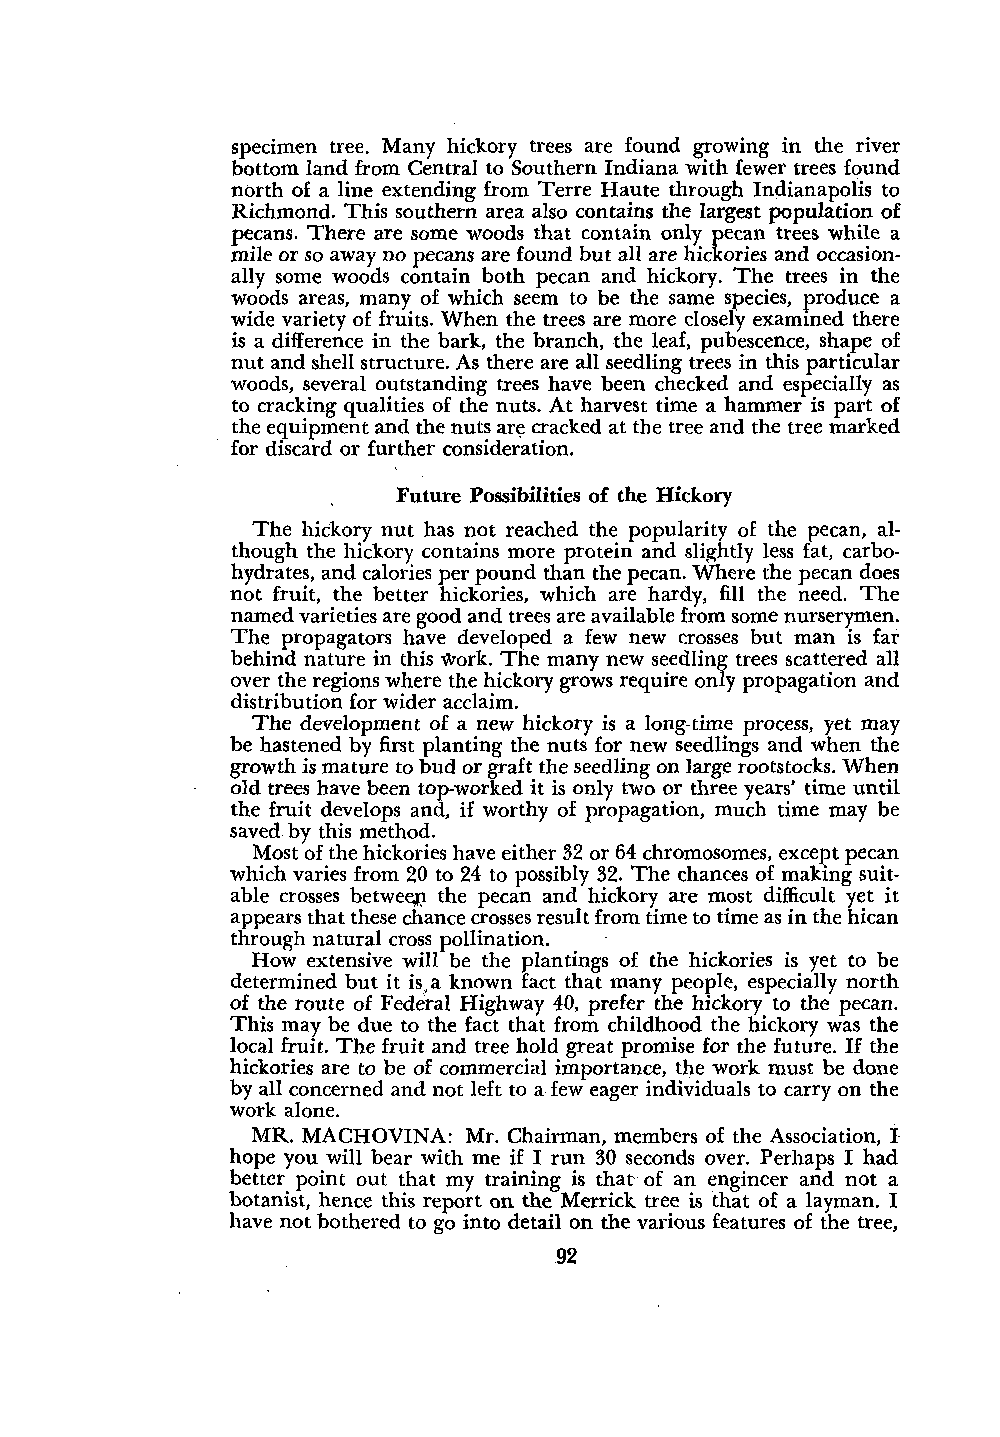 specimen tree. Many hickory trees are found growing in the river
bottom land from Central to Southern Indiana with fewer trees found
north of a line extending from Terre Haute through Indianapolis to
Richmond. This southern area also contains the largest population of
pecans. There are some woods that contain only pecan trees while a
mile or so away no pecans are found but all are hickories and occasion-
ally some woods contain both pecan and hickory. The trees in the
woods areas, many of which seem to be the same species, produce a
wide variety of fruits. When the trees are more closely examined there
is a difference in the bark, the branch, the leaf, pubescence, shape of
nut and shell structure. As there are all seedling trees in this particular
woods, several outstanding trees have been checked and especially as
to cracking qualities of the nuts. At harvest time a hammer is part of
the equipment and the nuts are cracked at the tree and the tree marked
for discard or further consideration.
Future Possibilities of the Hickory
The hickory nut has not reached the popularity of the pecan, al-
though the hickory contains more protein and slightly less fat, carbo-
hydrates, and calories per pound than the pecan. Where the pecan does
not fruit, the better hickories, which are hardy, fill the need. The
named varieties are good and trees are available from some nurserymen.
The propagators have developed a few new crosses but man is far
behind nature in this work. The many new seedling trees scattered all
over the regions where the hickory grows require only propagation and
distribution for wider acclaim.
The development of a new hickory is a long-time process, yet may
be hastened by first planting the nuts for new seedlings and when the
growth is mature to bud or graft the seedling on large rootstocks. When
old trees have been top-worked it is only two or three years' time until
the fruit develops and, if worthy of propagation, much time may be
saved by this method.
Most of the hickories have either 32 or 64 chromosomes, except pecan
which varies from 20 to 24 to possibly 32. The chances of making suit-
able crosses between the pecan and hickory are most difficult yet it
appears that these chance crosses result from time to time as in the hican
through natural cross pollination.
How extensive will be the plantings of the hickories is yet to be
determined but it is a known fact that many people, especially north
of the route of Federal Highway 40, prefer the hickory to the pecan.
This may be due to the fact that from childhood the hickory was the
local fruit. The fruit and tree hold great promise for the future. If the
hickories are to be of commercial importance, the work must be done
by all concerned and not left to a few eager individuals to carry on the
work alone.
MR. MACHOVINA: Mr. Chairman, members of the Association, I
hope you will bear with me if I run 30 seconds over. Perhaps I had
better point out that my training is that of an engineer and not a
botanist, hence this report on the Merrick tree is that of a layman. I
have not bothered to go into detail on the various features of the tree,
92